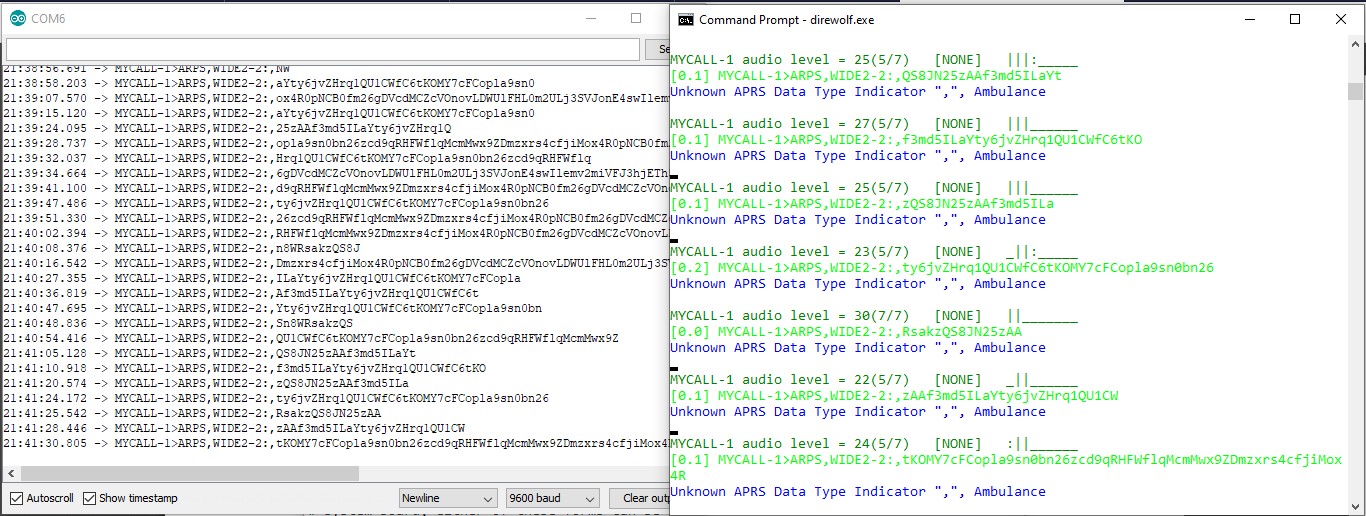 COM6
Se
21:38:56.691 -> MYCALL-1>ARPS,WIDE2-2:,NW
21:38:58.203 -> MYCALL-1>ARPS,WIDE2-2:,aYty6jvZHrq1QU1CWfC6tKOMY7cFCopla9sn0
21:39:07.570 -> MYCALL-1>ARPS,WIDE2-2:,ox4R0pNCB0fm26gDVcdMCZcVOnovLDWUlFHL0m2ULj3SVJonE4swIlemv
21:39:15.120 -> MYCALL-1>ARPS,WIDE2-2:,aYty6jvZHrq1QU1CWfC6tKOMY7cFCopla9sn0
21:39:24.095 -> MYCALL-1>ARPS,WIDE2-2:,25zAAf3md5ILaYty6jvZHrq1Q
21:39:28.737 -> MYCALL-1>ARPS,WIDE2-2:,opla9sn0bn26zcd9qRHFWflqMcmMwx9ZDmzxrs4cfjiMox4R0pNCB0fm
21:39:32.037 -> MYCALL-1>ARPS,WIDE2-2:,Hrq1QU1CWfC6tKOMY7cFCopla9sn0bn26zcd9qRHFWflq
21:39:34.664 -> MYCALL-1>ARPS,WIDE2-2:,6gDVcdMCZcVOnovLDWUlFHL0m2ULj3SVJonE4swIlemv2miVFJ3hjETh
21:39:41.100 -> MYCALL-1>ARPS,WIDE2-2:,d9qRHFWflqMcmMwx9ZDmzxrs4cfjiMox4R0pNCB0fm26gDVcdMCZcVOn
21:39:47.486 -> MYCALL-1>ARPS,WIDE2-2:,aYty6jvZHrq1QU1CWfC6tKOMY7cFCopla9sn0bn26
21:39:51.330 -> MYCALL-1>ARPS,WIDE2-2:,26zcd9qRHFWflqMcmMwx9ZDmzxrs4cfjiMox4R0pNCB0fm26gDVcdMCZ
21:40:02.394 -> MYCALL-1>ARPS,WIDE2-2:,RHFWflqMcmMwx9ZDmzxrs4cfjiMox4R0pNCB0fm26gDVcdMCZcVOnovL
21:40:08.376 -> MYCALL-1>ARPS,WIDE2-2:,n8WRsakzQS8J
21:40:16.542 -> MYCALL-1>ARPS,WIDE2-2:,Dmzxrs4cfjiMox4R0pNCB0fm26gDVcdMCZcVOnovLDWUlFHL0m2ULj3SV
21:40:27.355 -> MYCALL-1>ARPS,WIDE2-2:,ILaYty6jvZHrq1QU1CWfC6tKOMY7cFCopla
21:40:36.819 -> MYCALL-1>ARPS,WIDE2-2:,Af3md5ILaYty6jvZHrq1QU1CWfC6t
21:40:47.695 -> MYCALL-1>ARPS,WIDE2-2:,Yty6jvZHrq1QU1CWfC6tKOMY7cFCopla9sn0bn
21:40:48.836 -> MYCALL-1>ARPS,WIDE2-2:,Sn8WRsakzQS
21:40:54.416 -> MYCALL-1>ARPS,WIDE2-2:,QU1CWfC6tKOMY7cFCopla9sn0bn26zcd9qRHFWflqMcmMwx9Z
21:41:05.128 -> MYCALL-1>ARPS,WIDE2-2:,QS8JN25zAAf3md5ILaYt
21:41:10.918 -> MYCALL-1>ARPS,WIDE2-2:,f3md5ILaYty6jvZHrq1QU1CWfC6tKO
21:41:20.574 -> MYCALL-1>ARPS,WIDE2-2:,zQS8JN25zAAf3md5ILa
21:41:24.172 -> MYCALL-1>ARPS,WIDE2-2:,ty6jvZHrq1QU1CWfC6tKOMY7cFCopla9sn0bn26
21:41:25.542 -> MYCALL-1>ARPS,WIDE2-2:,RsakzQS8JN25zAA
21:41:28.446 -> MYCALL-1>ARPS,WIDE2-2:,zAAf3md5ILaYty6jvZHrq1QU1CW
21:41:30.805 -> MYCALL-1>ARPS,WIDE2-2:,tKOMY7cFCopla9sn0bn26zcd9qRHFWflqMcmMwx9ZDmzxrs4cfjiMox4R
Autoscroll Show timestamp Newline 9600 baud Clear outp
Command Prompt - direwolf.exe
MYCALL-1 audio level = 25(5/7) [NONE] |||:_____
[0.1] MYCALL-1>ARPS,WIDE2-2:,QS8JN25zAAf3md5ILaYt
Unknown APRS Data Type Indicator ",", Ambulance
MYCALL-1 audio level = 27(5/7) [NONE] |||______
[0.1] MYCALL-1>ARPS,WIDE2-2:,f3md5ILaYty6jvZHrq1QU1CWfC6tKO
Unknown APRS Data Type Indicator ",", Ambulance
MYCALL-1 audio level = 25(5/7) [NONE] |||______
[0.1] MYCALL-1>ARPS,WIDE2-2:,zQS8JN25zAAf3md5ILa
Unknown APRS Data Type Indicator ",", Ambulance
MYCALL-1 audio level = 23(5/7) [NONE] _||:_____
[0.2] MYCALL-1>ARPS,WIDE2-2:,ty6jvZHrq1QU1CWfC6tKOMY7cFCopla9sn0bn26
Unknown APRS Data Type Indicator ",", Ambulance
MYCALL-1 audio level = 30(7/7) [NONE] ||_______
[0.0] MYCALL-1>ARPS,WIDE2-2:,RsakzQS8JN25zAA
Unknown APRS Data Type Indicator ",", Ambulance
MYCALL-1 audio level = 22(5/7) [NONE] _||______
[0.1] MYCALL-1>ARPS,WIDE2-2:,zAAf3md5ILaYty6jvZHrq1QU1CW
Unknown APRS Data Type Indicator ",", Ambulance
MYCALL-1 audio level = 24(5/7) [NONE] :||______
[0.1] MYCALL-1>ARPS,WIDE2-2:,tKOMY7cFCopla9sn0bn26zcd9qRHFWflqMcmMwx9ZDmzxrs4cfjiMox
4R
Unknown APRS Data Type Indicator ",", Ambulance